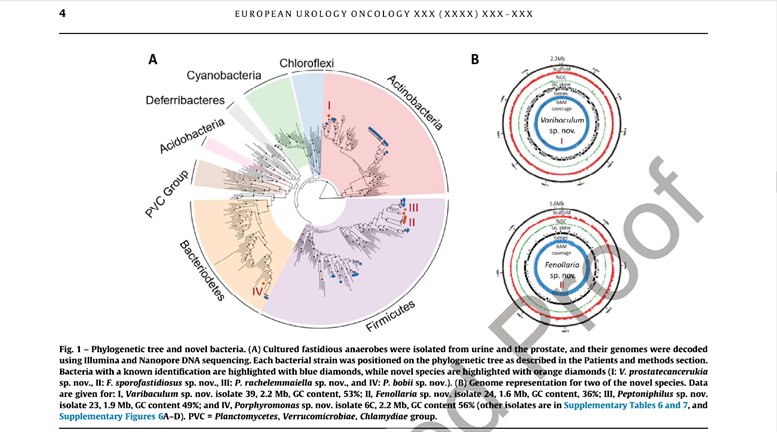 4
EUROPEAN UROLOGY ONCOLOGY XXX (XXXX) XXX–XXX
A
B
Chloroflexi
Cyanobacteria
Actinobacteria
Deferribacteres
Acidobacteria
PVC Group
Bacteriodetes
Firmicutes
I
III
II
IV
2.2Mb
Scaffold
%GC
GC skew
Genes
BAM
coverage
Varibaculum
sp. nov.
I
1.6Mb
Scaffold
%GC
GC skew
Genes
BAM
coverage
Fenollaria
sp. nov.
II
Fig. 1 – Phylogenetic tree and novel bacteria. (A) Cultured fastidious anaerobes were isolated from urine and the prostate, and their genomes were decoded
using Illumina and Nanopore DNA sequencing. Each bacterial strain was positioned on the phylogenetic tree as described in the Patients and methods section.
Bacteria with a known identification are highlighted with blue diamonds, while novel species are highlighted with orange diamonds (I: V. prostatecancerukia
sp. nov., II: F. sporofastidiosus sp. nov., III: P. rachelemmaiella sp. nov., and IV: P. bobii sp. nov.). (B) Genome representation for two of the novel species. Data
are given for: I, Varibaculum sp. nov. isolate 39, 2.2 Mb, GC content, 53%; II, Fenollaria sp. nov. isolate 24, 1.6 Mb, GC content, 36%; III, Peptoniphilus sp. nov.
isolate 23, 1.9 Mb, GC content 49%; and IV, Porphyromonas sp. nov. isolate 6C, 2.2 Mb, GC content 56% (other isolates are in Supplementary Tables 6 and 7, and
Supplementary Figures 6A–D). PVC = Planctomycetes, Verrucomicrobiae, Chlamydiae group.
d Proof